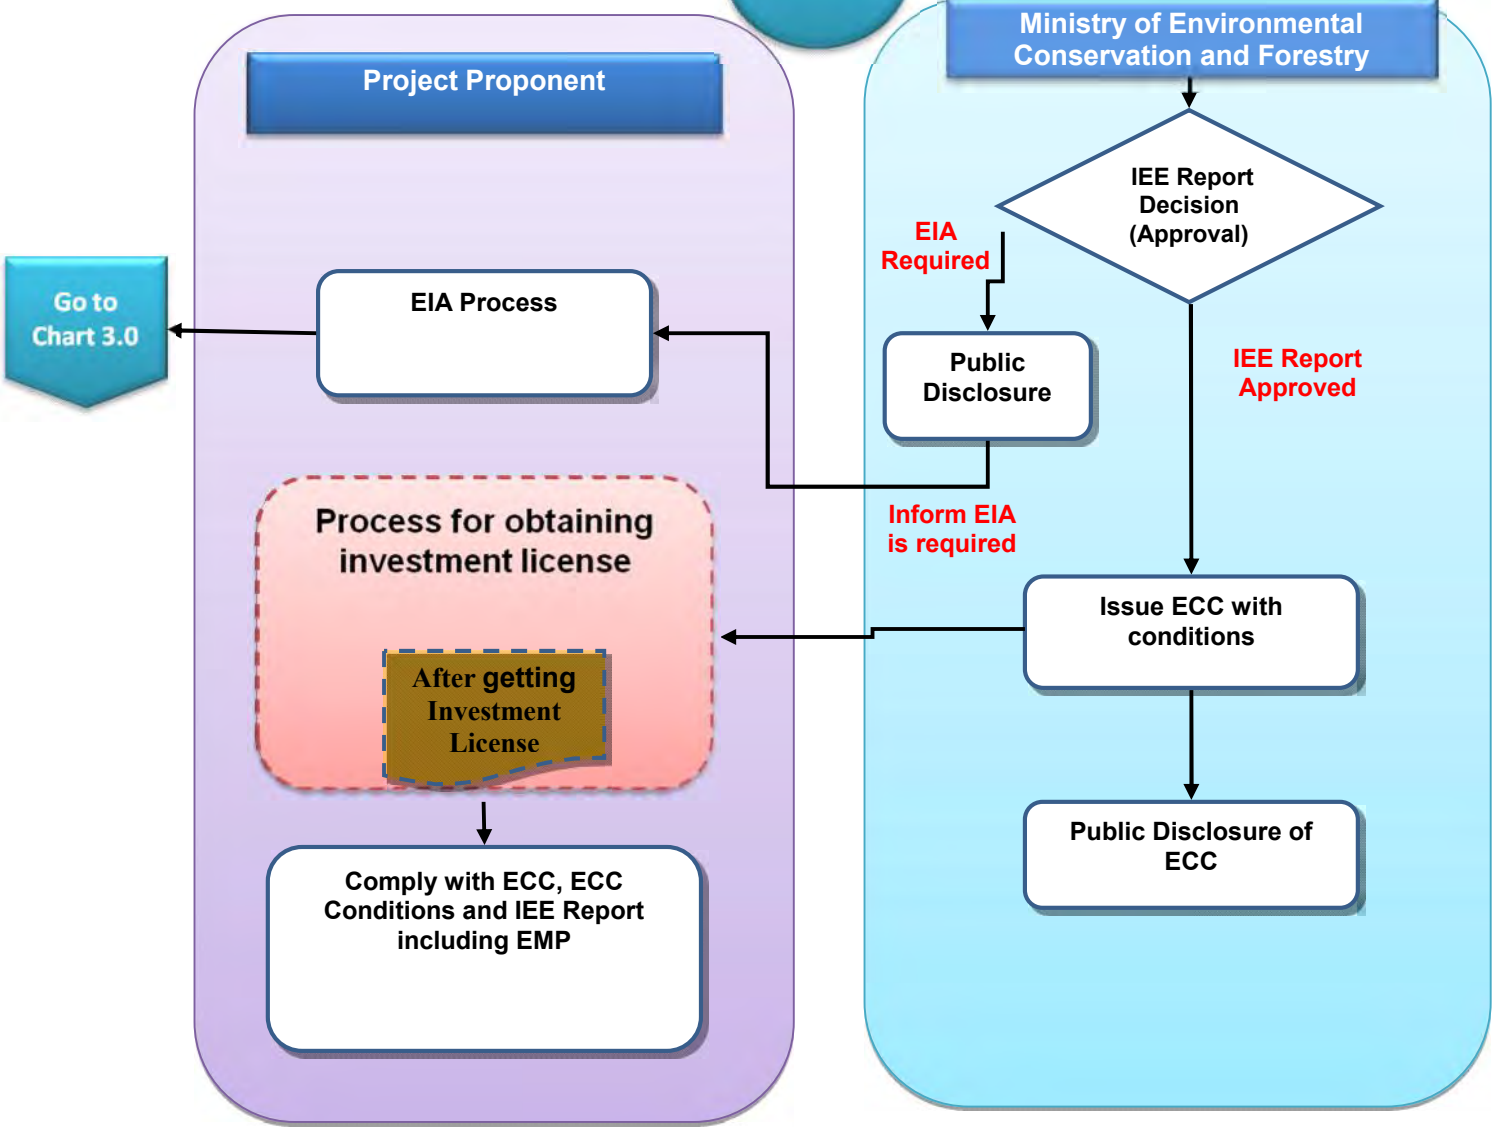 Ministry of Environmental
Conservation and Forestry
Project Proponent
IEE Report
Decision
(Approval)
EIA
Required
Go to
Chart 3.0
EIA Process
Public
Disclosure
IEE Report
Approved
Process for obtaining
investment license
Inform EIA
is required
Issue ECC with
conditions
After getting
Investment
License
Public Disclosure of
ECC
Comply with ECC, ECC
Conditions and IEE Report
including EMP